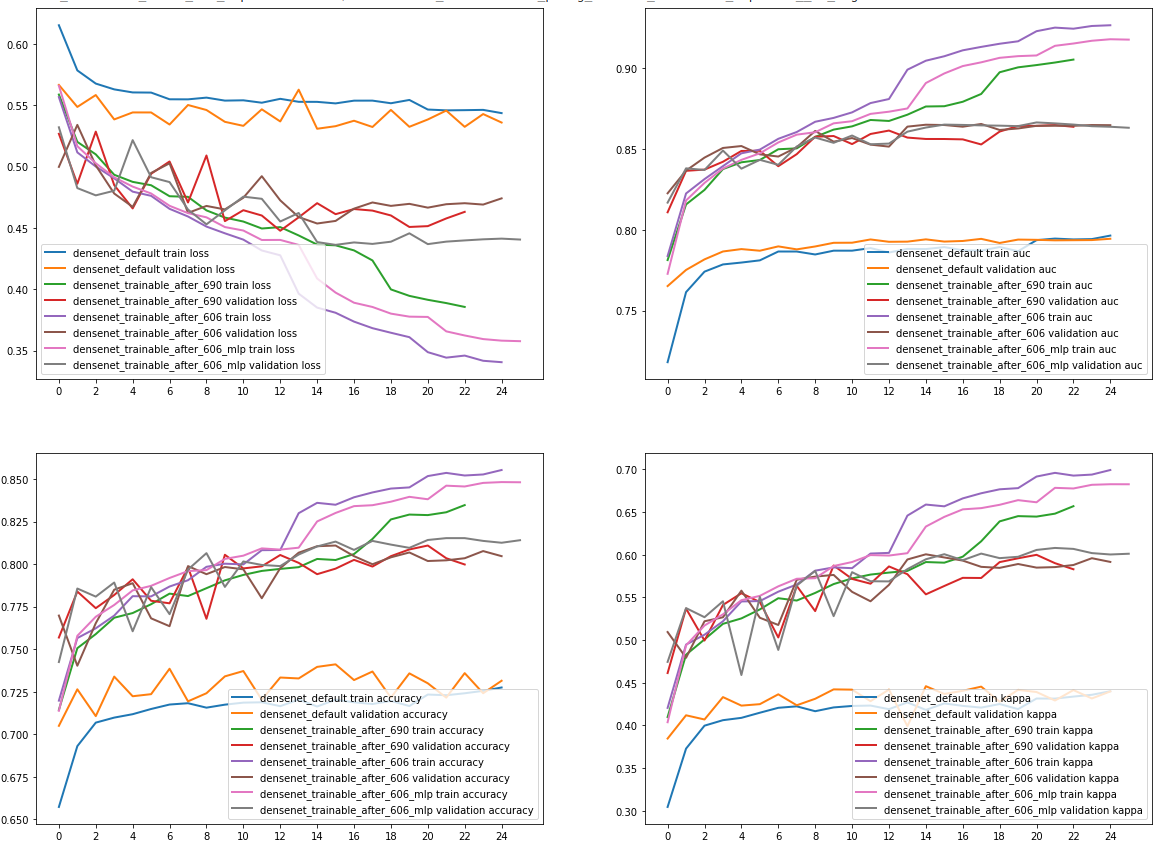 0.60
0.55
0.50
0.45
0.40
0.35
densenet_default train loss
densenet_default validation loss
densenet_trainable_after_690 train loss
densenet_trainable_after_690 validation loss
densenet_trainable_after_606 train loss
densenet_trainable_after_606 validation loss
densenet_trainable_after_606_mlp train loss
densenet_trainable_after_606_mlp validation loss
0 2 4 6 8 10 12 14 16 18 20 22 24
0.90
0.85
0.80
0.75
densenet_default train auc
densenet_default validation auc
densenet_trainable_after_690 train auc
densenet_trainable_after_690 validation auc
densenet_trainable_after_606 train auc
densenet_trainable_after_606 validation auc
densenet_trainable_after_606_mlp train auc
densenet_trainable_after_606_mlp validation auc
0 2 4 6 8 10 12 14 16 18 20 22 24
0.850
0.825
0.800
0.775
0.750
0.725
0.700
0.675
0.650
densenet_default train accuracy
densenet_default validation accuracy
densenet_trainable_after_690 train accuracy
densenet_trainable_after_690 validation accuracy
densenet_trainable_after_606 train accuracy
densenet_trainable_after_606 validation accuracy
densenet_trainable_after_606_mlp train accuracy
densenet_trainable_after_606_mlp validation accuracy
0 2 4 6 8 10 12 14 16 18 20 22 24
0.70
0.65
0.60
0.55
0.50
0.45
0.40
0.35
0.30
densenet_default train kappa
densenet_default validation kappa
densenet_trainable_after_690 train kappa
densenet_trainable_after_690 validation kappa
densenet_trainable_after_606 train kappa
densenet_trainable_after_606 validation kappa
densenet_trainable_after_606_mlp train kappa
densenet_trainable_after_606_mlp validation kappa
0 2 4 6 8 10 12 14 16 18 20 22 24